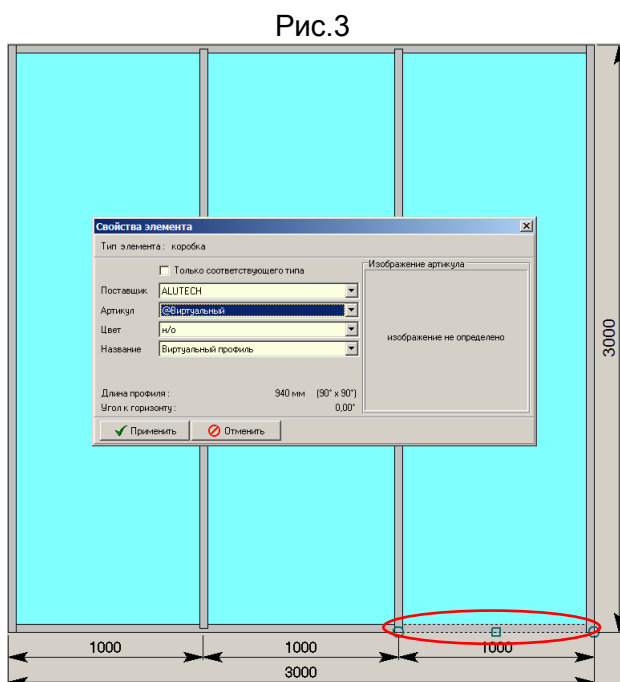 Рис.3
Свойства элемента
Тип элемента: коробка
Только соответствующего типа
Изображение артикула
Поставщик ALUTECH
Артикул @Виртуальный
Цвет н/о
Название Виртуальный профиль
изображение не определено
Длина профиля: 940 мм (90° x 90°)
Угол к горизонту: 0,00°
Применить Отменить
3000
1000 1000 1000
3000